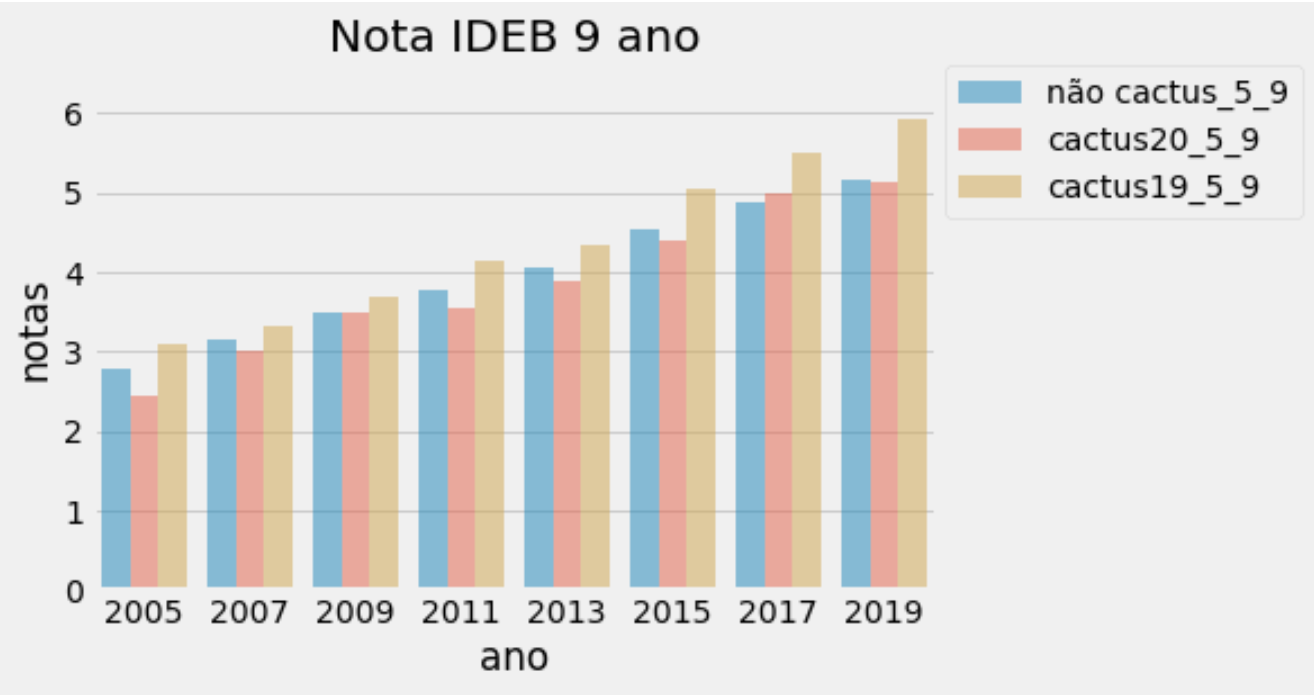 Nota IDEB 9 ano
não cactus_5_9
cactus20_5_9
cactus19_5_9
6
5
4
3
2
1
0
notas
2005 2007 2009 2011 2013 2015 2017 2019
ano